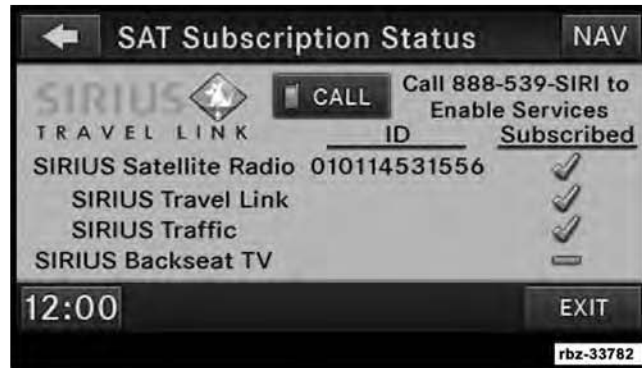 SAT Subscription Status NAV
SIRIUS
TRAVEL LINK
CALL
Call 888-539-SIRI to
Enable Services
ID Subscribed
SIRIUS Satellite Radio 010114531556
SIRIUS Travel Link
SIRIUS Traffic
SIRIUS Backseat TV
12:00 EXIT
rbz-33782